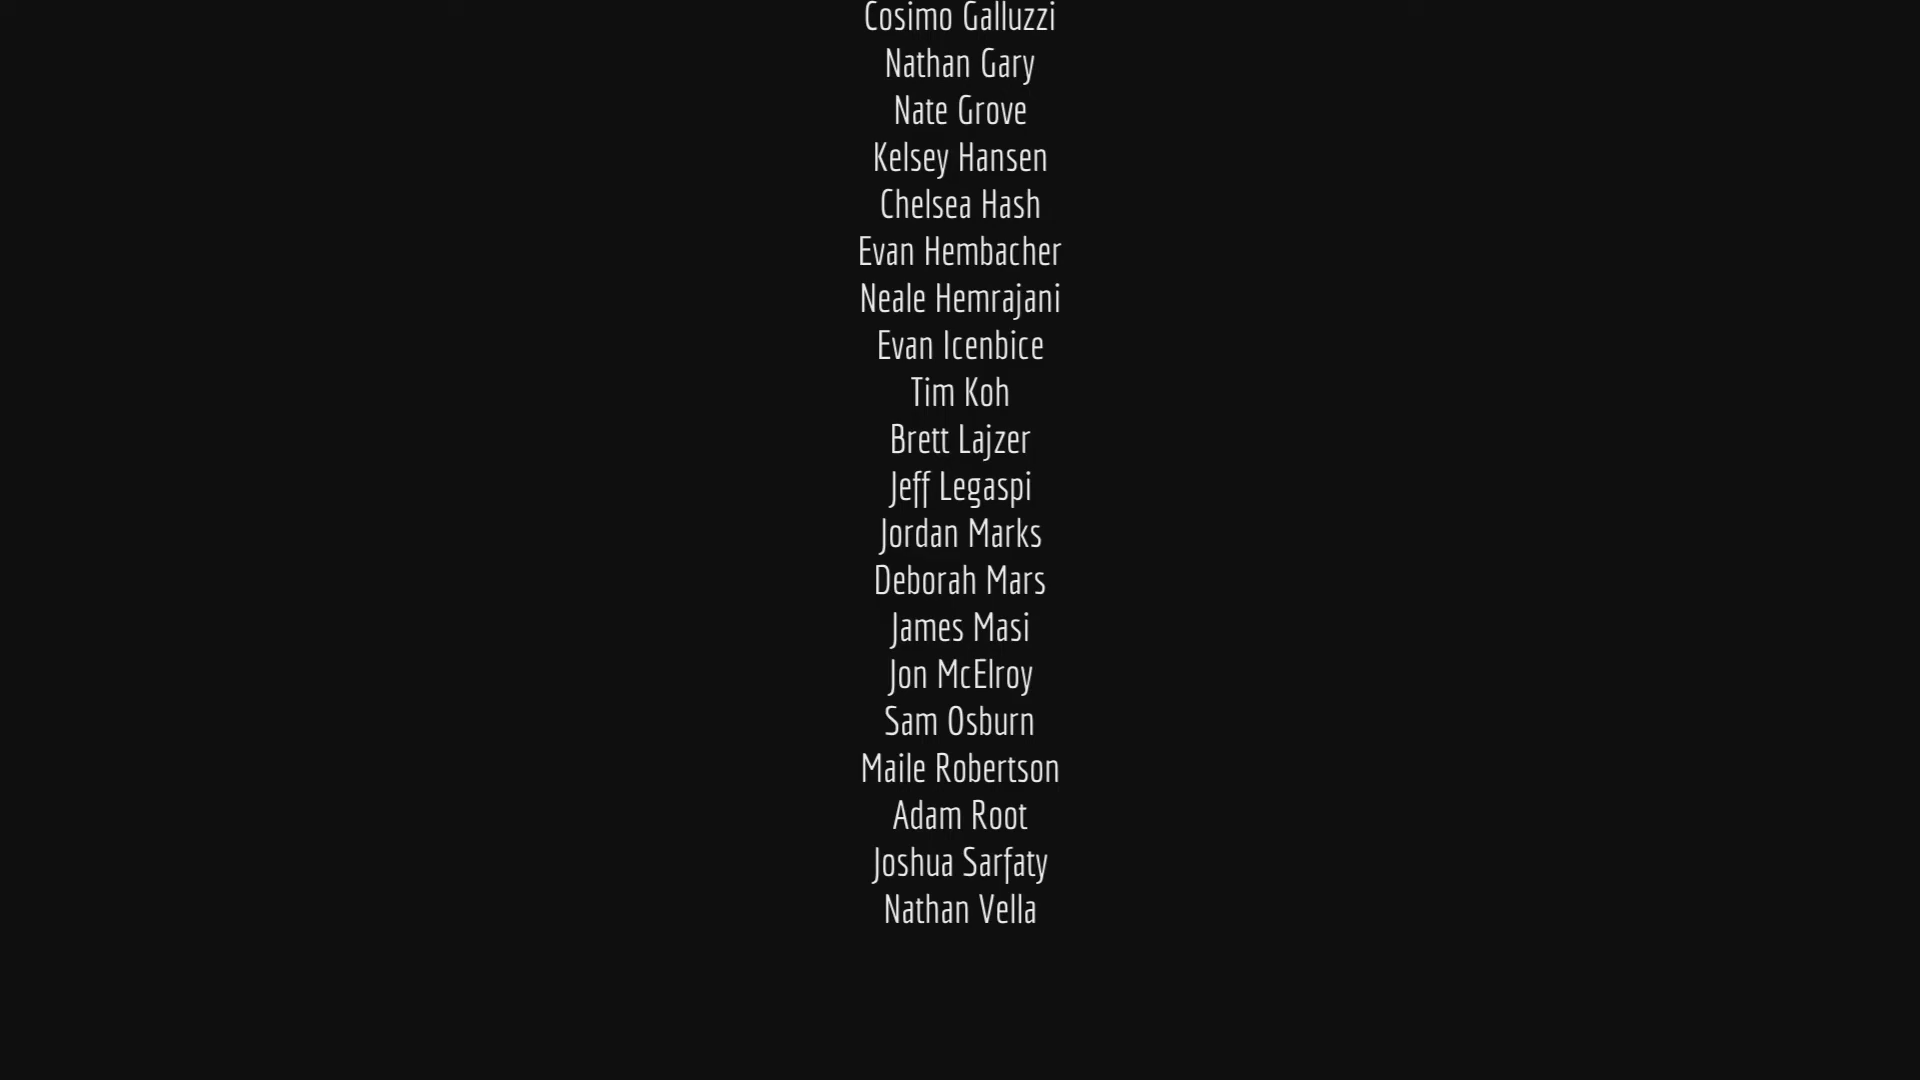 Cosimo Galluzzi
Nathan Gary
Nate Grove
Kelsey Hansen
Chelsea Hash
Evan Hembacher
Neale Hemrajani
Evan Icenbice
Tim Koh
Brett Lajzer
Jeff Legaspi
Jordan Marks
Deborah Mars
James Masi
Jon McElroy
Sam Osburn
Maile Robertson
Adam Root
Joshua Sarfaty
Nathan Vella